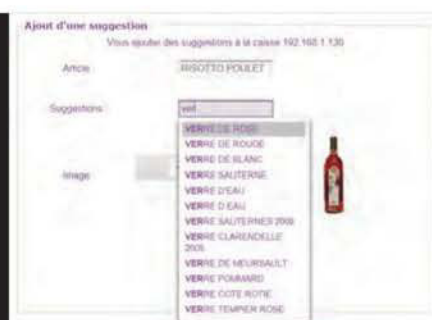 Ajout d'une suggestion
Vous ajouter des suggestions à la caisse 192.168.1.130
Article RISOTTO POULET
Suggestions verr
VERRE DE ROSE
VERRE DE ROUGE
VERRE DE BLANC
VERRE SAUTERNE
Image
VERRE D'EAU
VERRE D EAU
VERRE SAUTERNES 2009
VERRE CLARENDELLE
2005
VERRE DE MEURSAULT
VERRE POMMARD
VERRE COTE ROTIE
VERRE TEMPIER ROSE